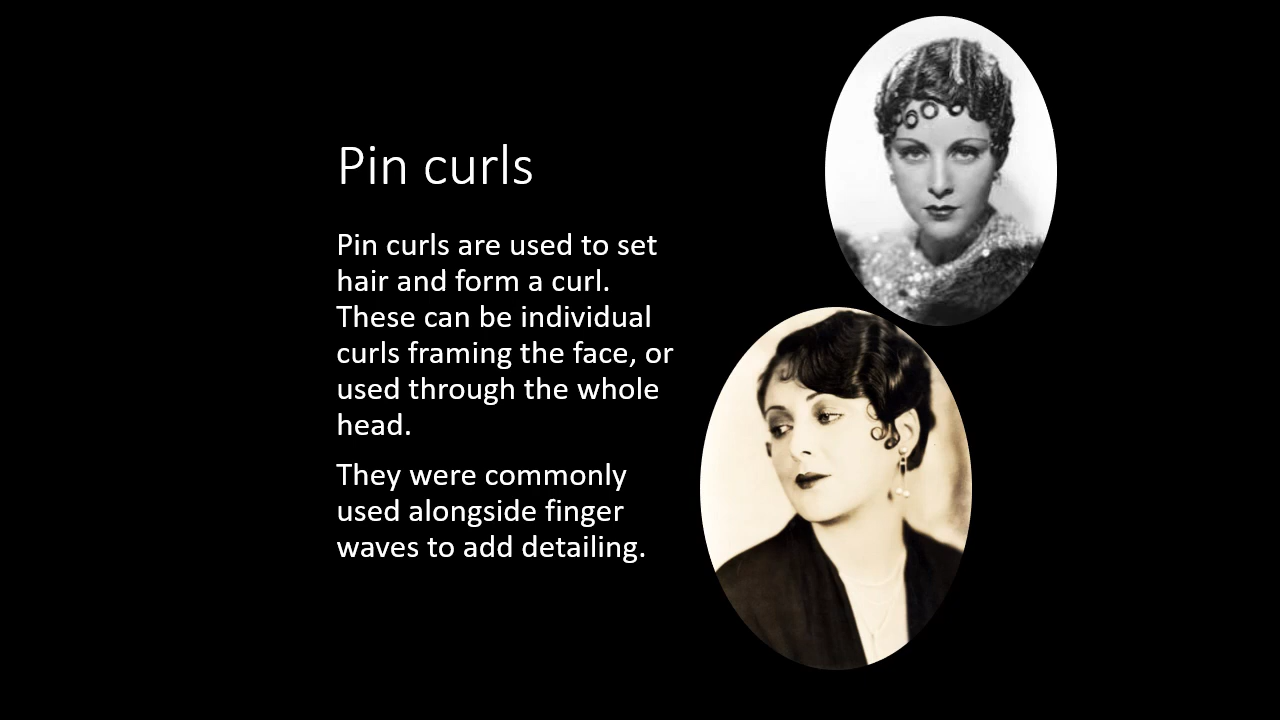 Pin curls
Pin curls are used to set
hair and form a curl.
These can be individual
curls framing the face, or
used through the whole
head.
They were commonly
used alongside finger
waves to add detailing.